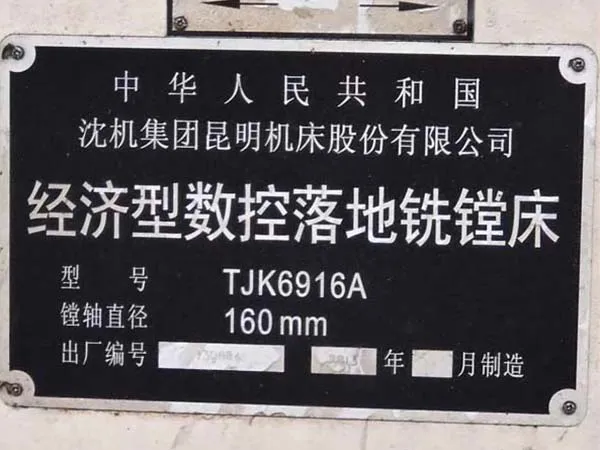 中华人民共和国
沈机集团昆明机床股份有限公司
经济型数控落地铣镗床
型号 TJK6916A
镗轴直径 160mm
出厂编号 年 月制造